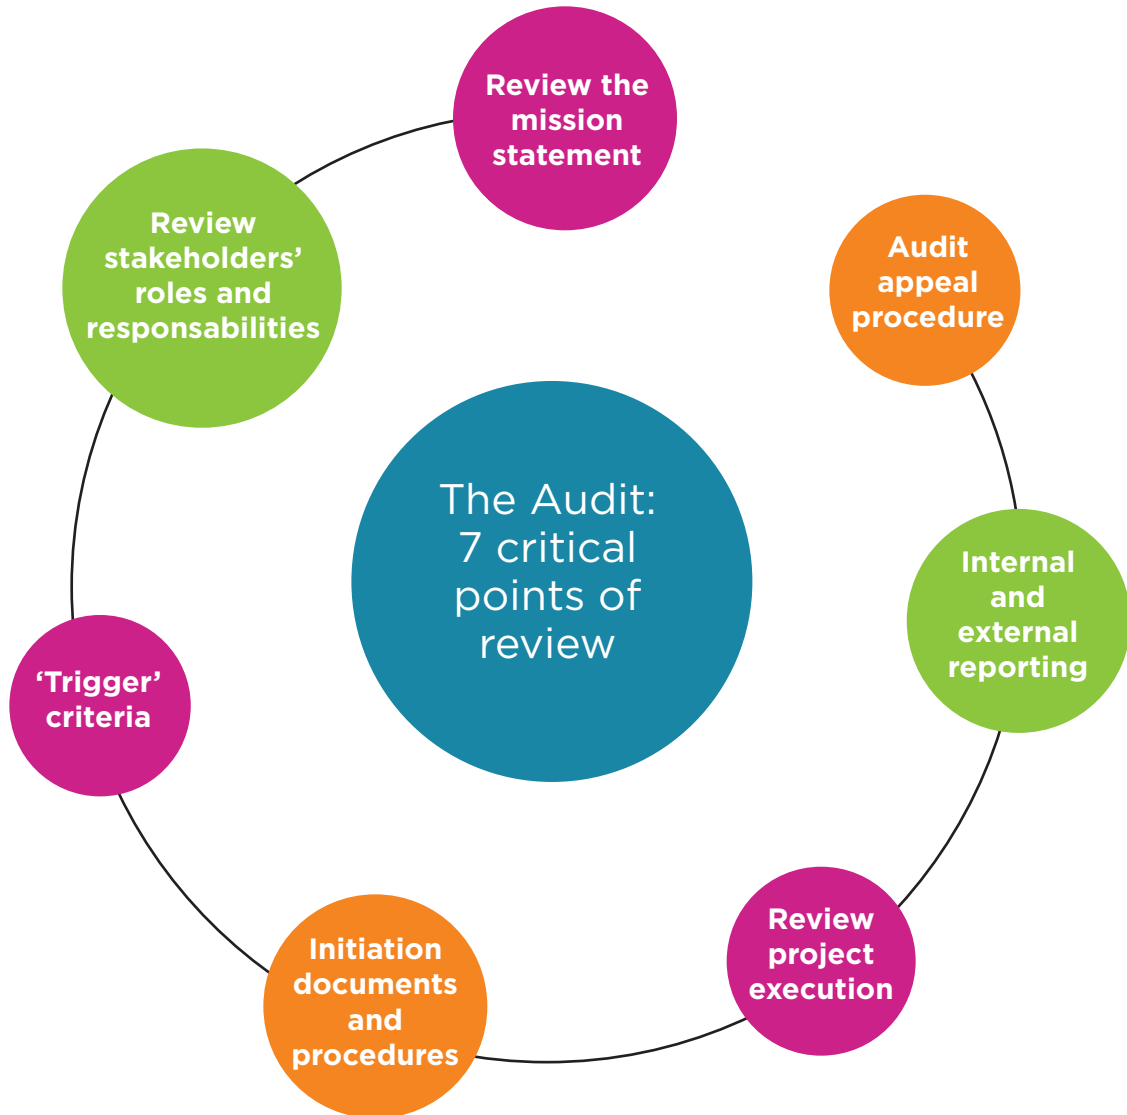 Review the
mission
statement
Review
stakeholders’
roles and
responsabilities
‘Trigger’
criteria
Initiation
documents
and
procedures
Review
project
execution
Internal
and
external
reporting
Audit
appeal
procedure
The Audit:
7 critical
points of
review